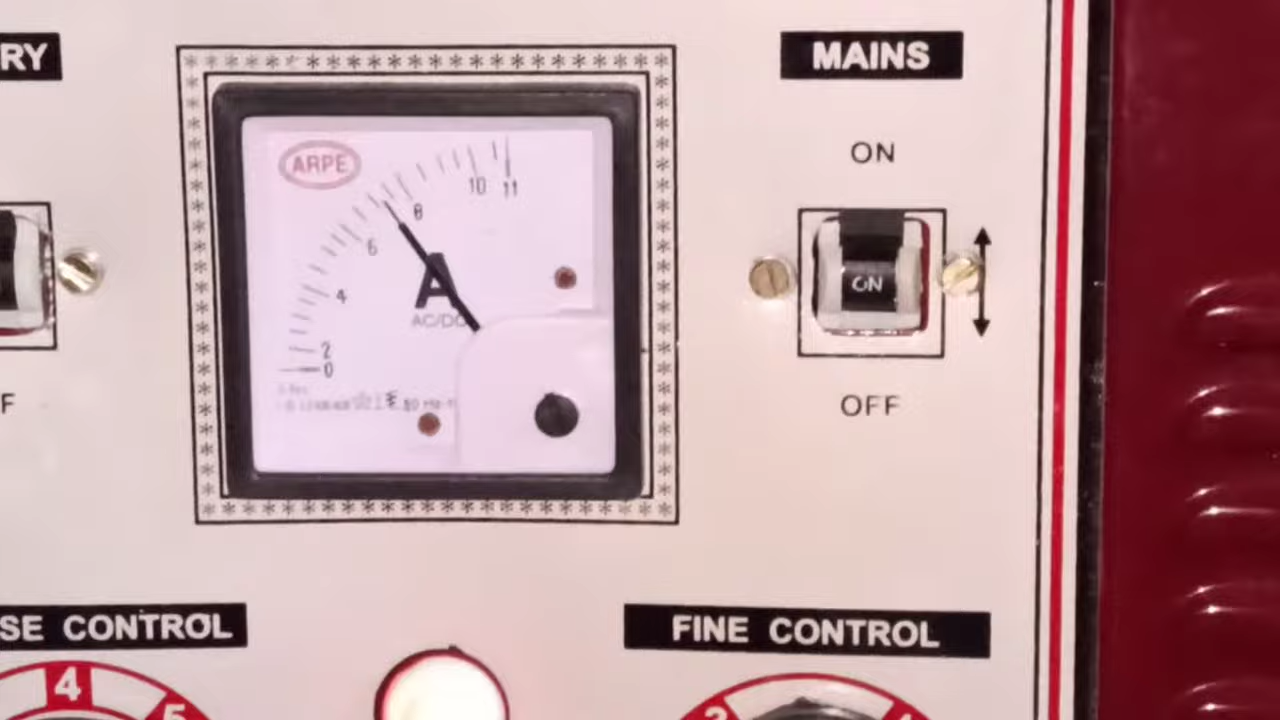 RY
MAINS
ARPE
ON
10 11
8
6
A
ON
4
AC/DC
2
0
F
OFF
SE CONTROL
FINE CONTROL
4
5